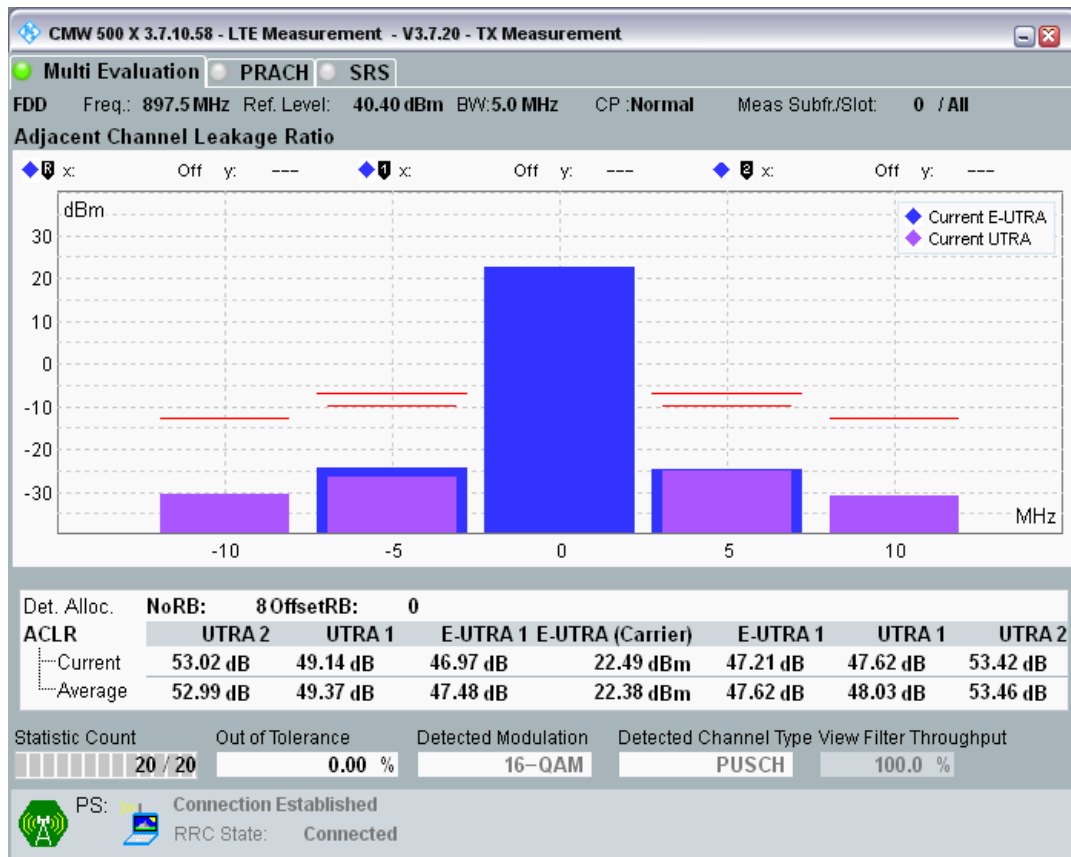 CMW 500 X 3.7.10.58 - LTE Measurement - V3.7.20 - TX Measurement
Multi Evaluation PRACH SRS
FDD Freq.: 897.5 MHz Ref. Level: 40.40 dBm BW:5.0 MHz CP :Normal Meas Subfr./Slot: 0 / All
Adjacent Channel Leakage Ratio
R x: Off y: --- 1 x: Off y: --- 2 x: Off y: ---
dBm
Current E-UTRA
Current UTRA
30
20
10
0
-10
-20
-30
MHz
-10 -5 0 5 10
Det. Alloc. NoRB: 8 OffsetRB: 0
ACLR UTRA 2 UTRA 1 E-UTRA 1 E-UTRA (Carrier) E-UTRA 1 UTRA 1 UTRA 2
Current 53.02 dB 49.14 dB 46.97 dB 22.49 dBm 47.21 dB 47.62 dB 53.42 dB
Average 52.99 dB 49.37 dB 47.48 dB 22.38 dBm 47.62 dB 48.03 dB 53.46 dB
Statistic Count Out of Tolerance Detected Modulation Detected Channel Type View Filter Throughput
20 / 20 0.00 % 16-QAM PUSCH 100.0 %
PS: Connection Established
RRC State: Connected